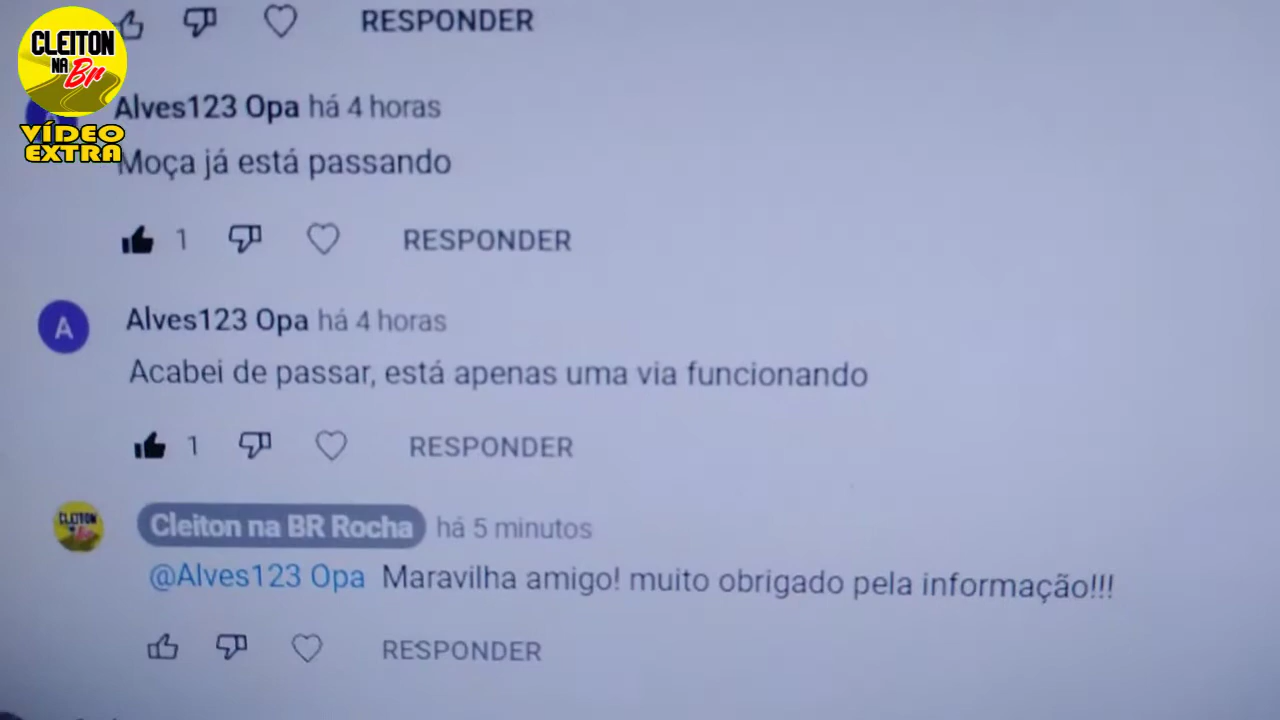 RESPONDER
CLEITON
NA
Br
VÍDEO
EXTRA
Alves123 Opa há 4 horas
Moça já está passando
1
RESPONDER
A
Alves123 Opa há 4 horas
Acabei de passar, está apenas uma via funcionando
1
RESPONDER
CLEITON
Cleiton na BR Rocha há 5 minutos
@Alves123 Opa Maravilha amigo! muito obrigado pela informação!!!
RESPONDER